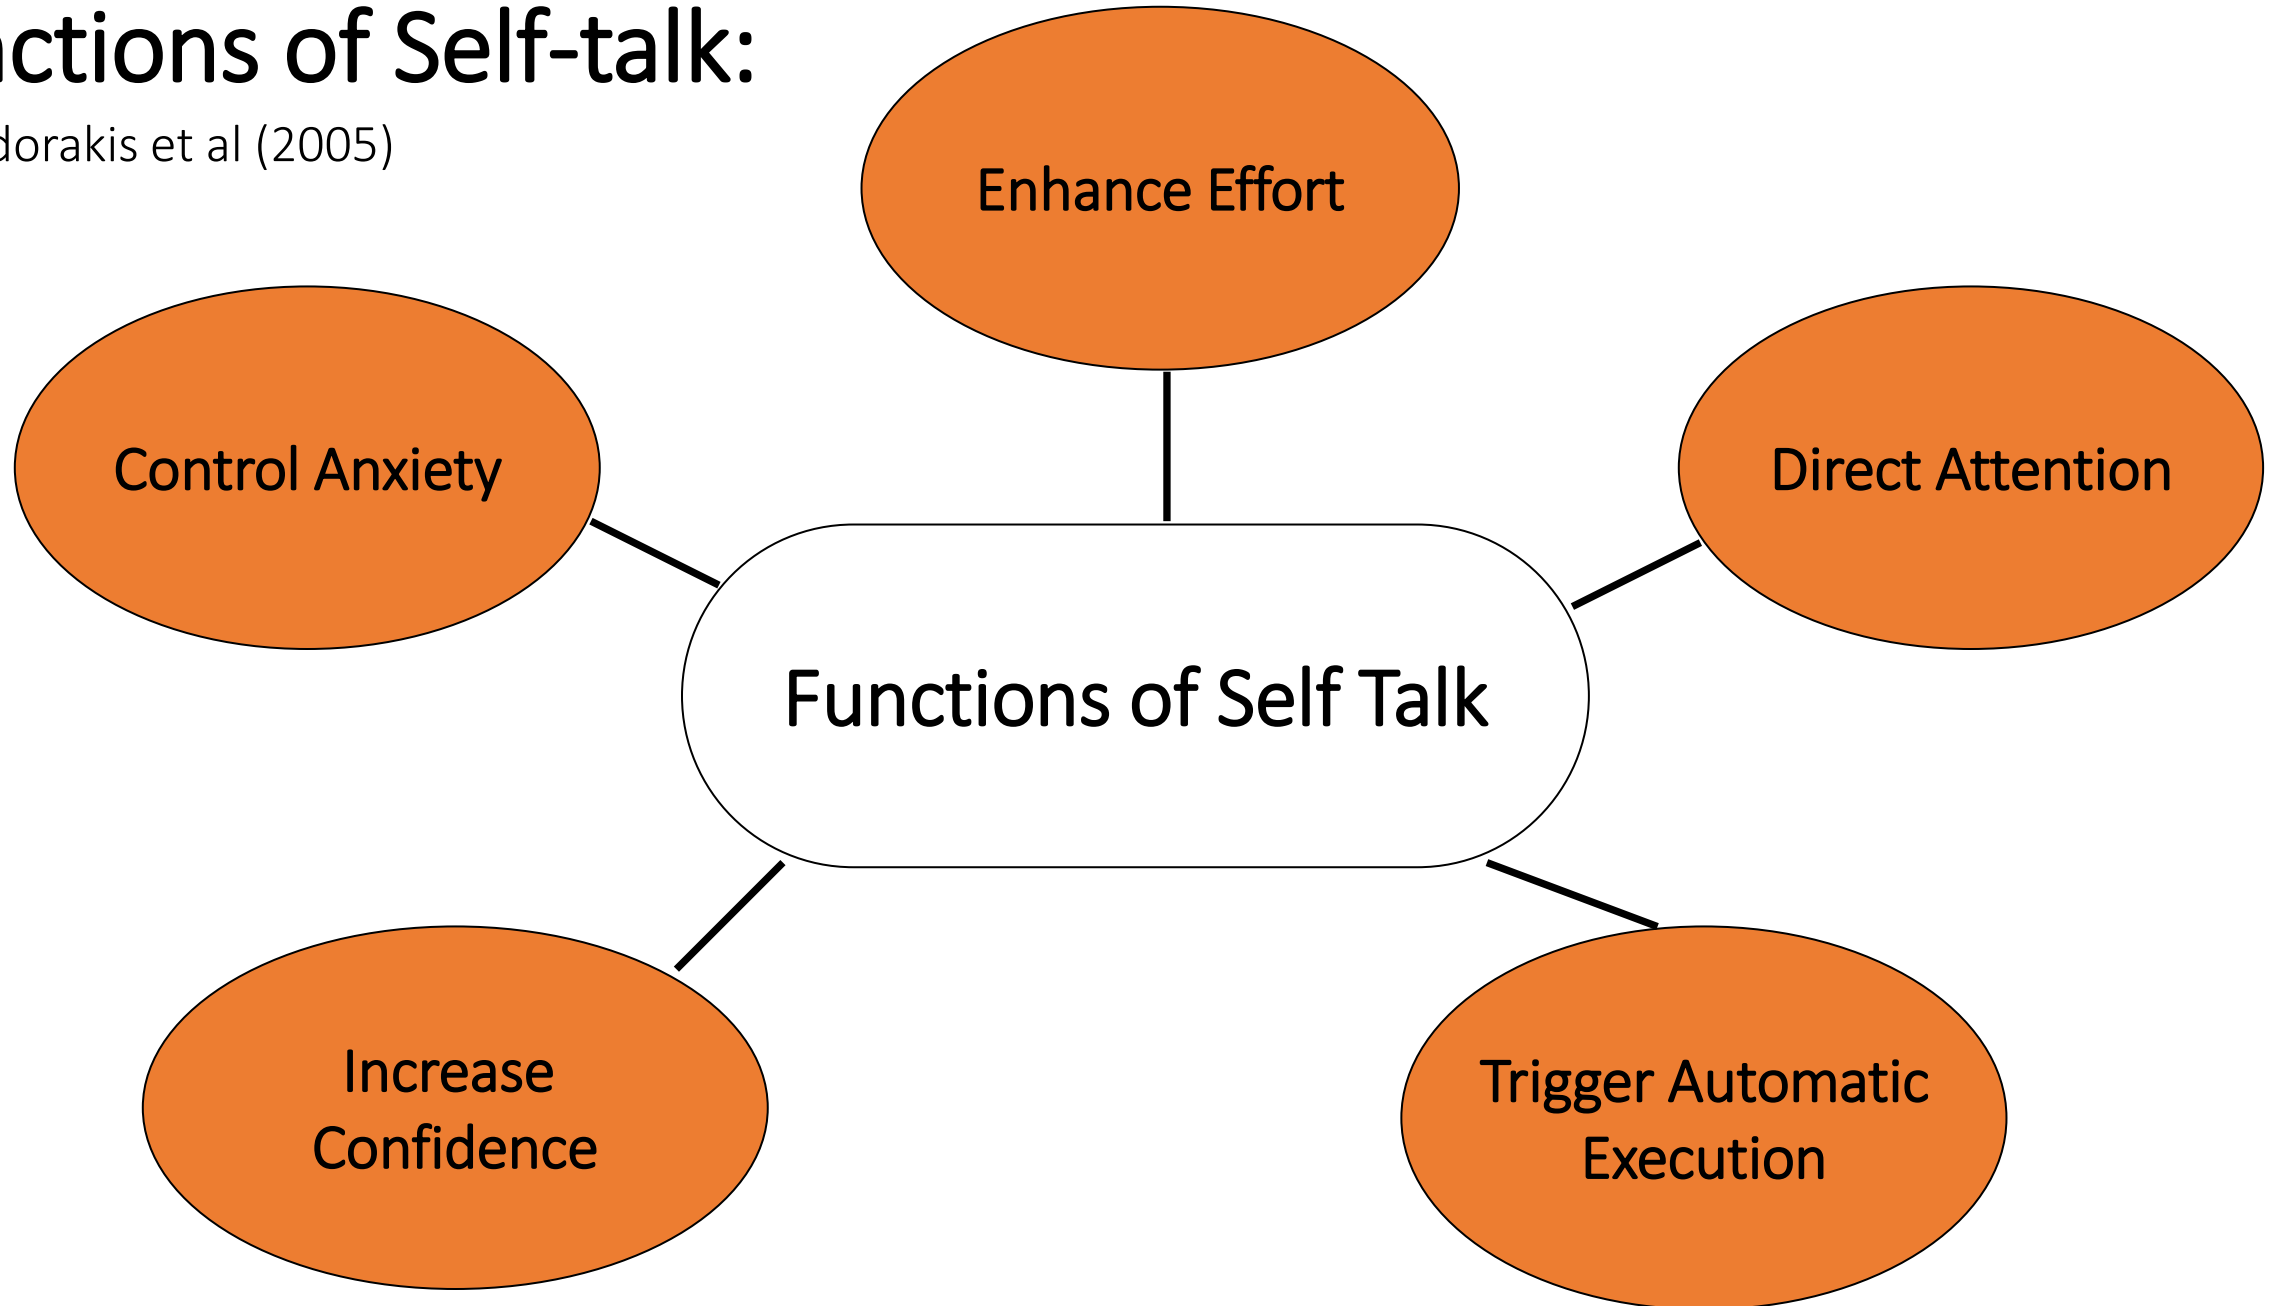 ctions of Self-talk:
dorakis et al (2005)
Enhance Effort
Control Anxiety
Direct Attention
Functions of Self Talk
Increase
Confidence
Trigger Automatic
Execution